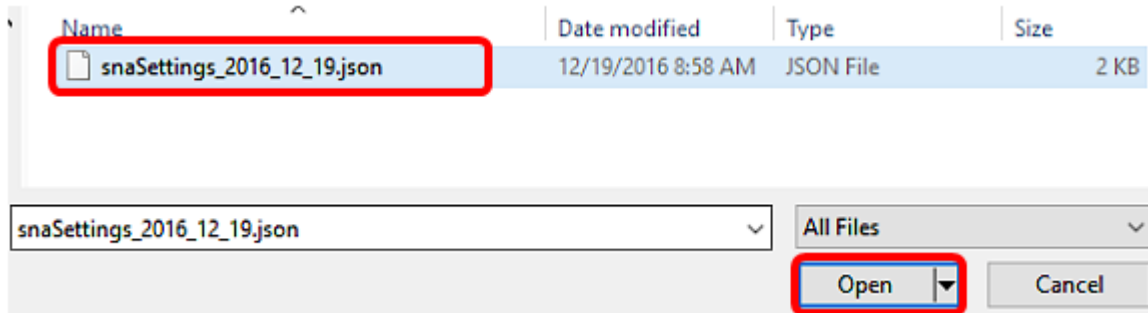 Name Date modified Type Size
snaSettings_2016_12_19.json 12/19/2016 8:58 AM JSON File 2 KB
snaSettings_2016_12_19.json All Files
Open Cancel